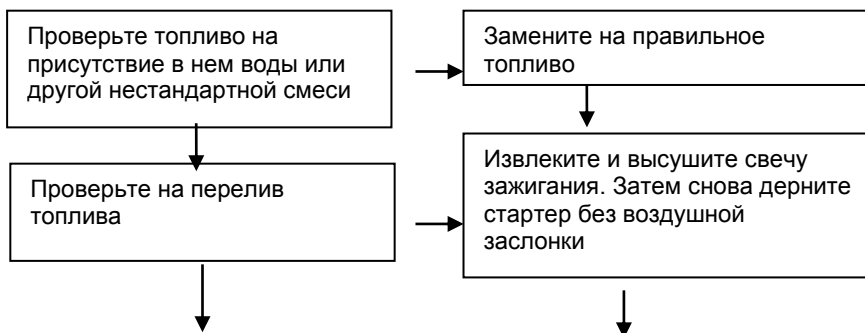 Проверьте топливо на
присутствие в нем воды или
другой нестандартной смеси
Замените на правильное
топливо
Проверьте на перелив
топлива
Извлеките и высушите свечу
зажигания. Затем снова дерните
стартер без воздушной
заслонки